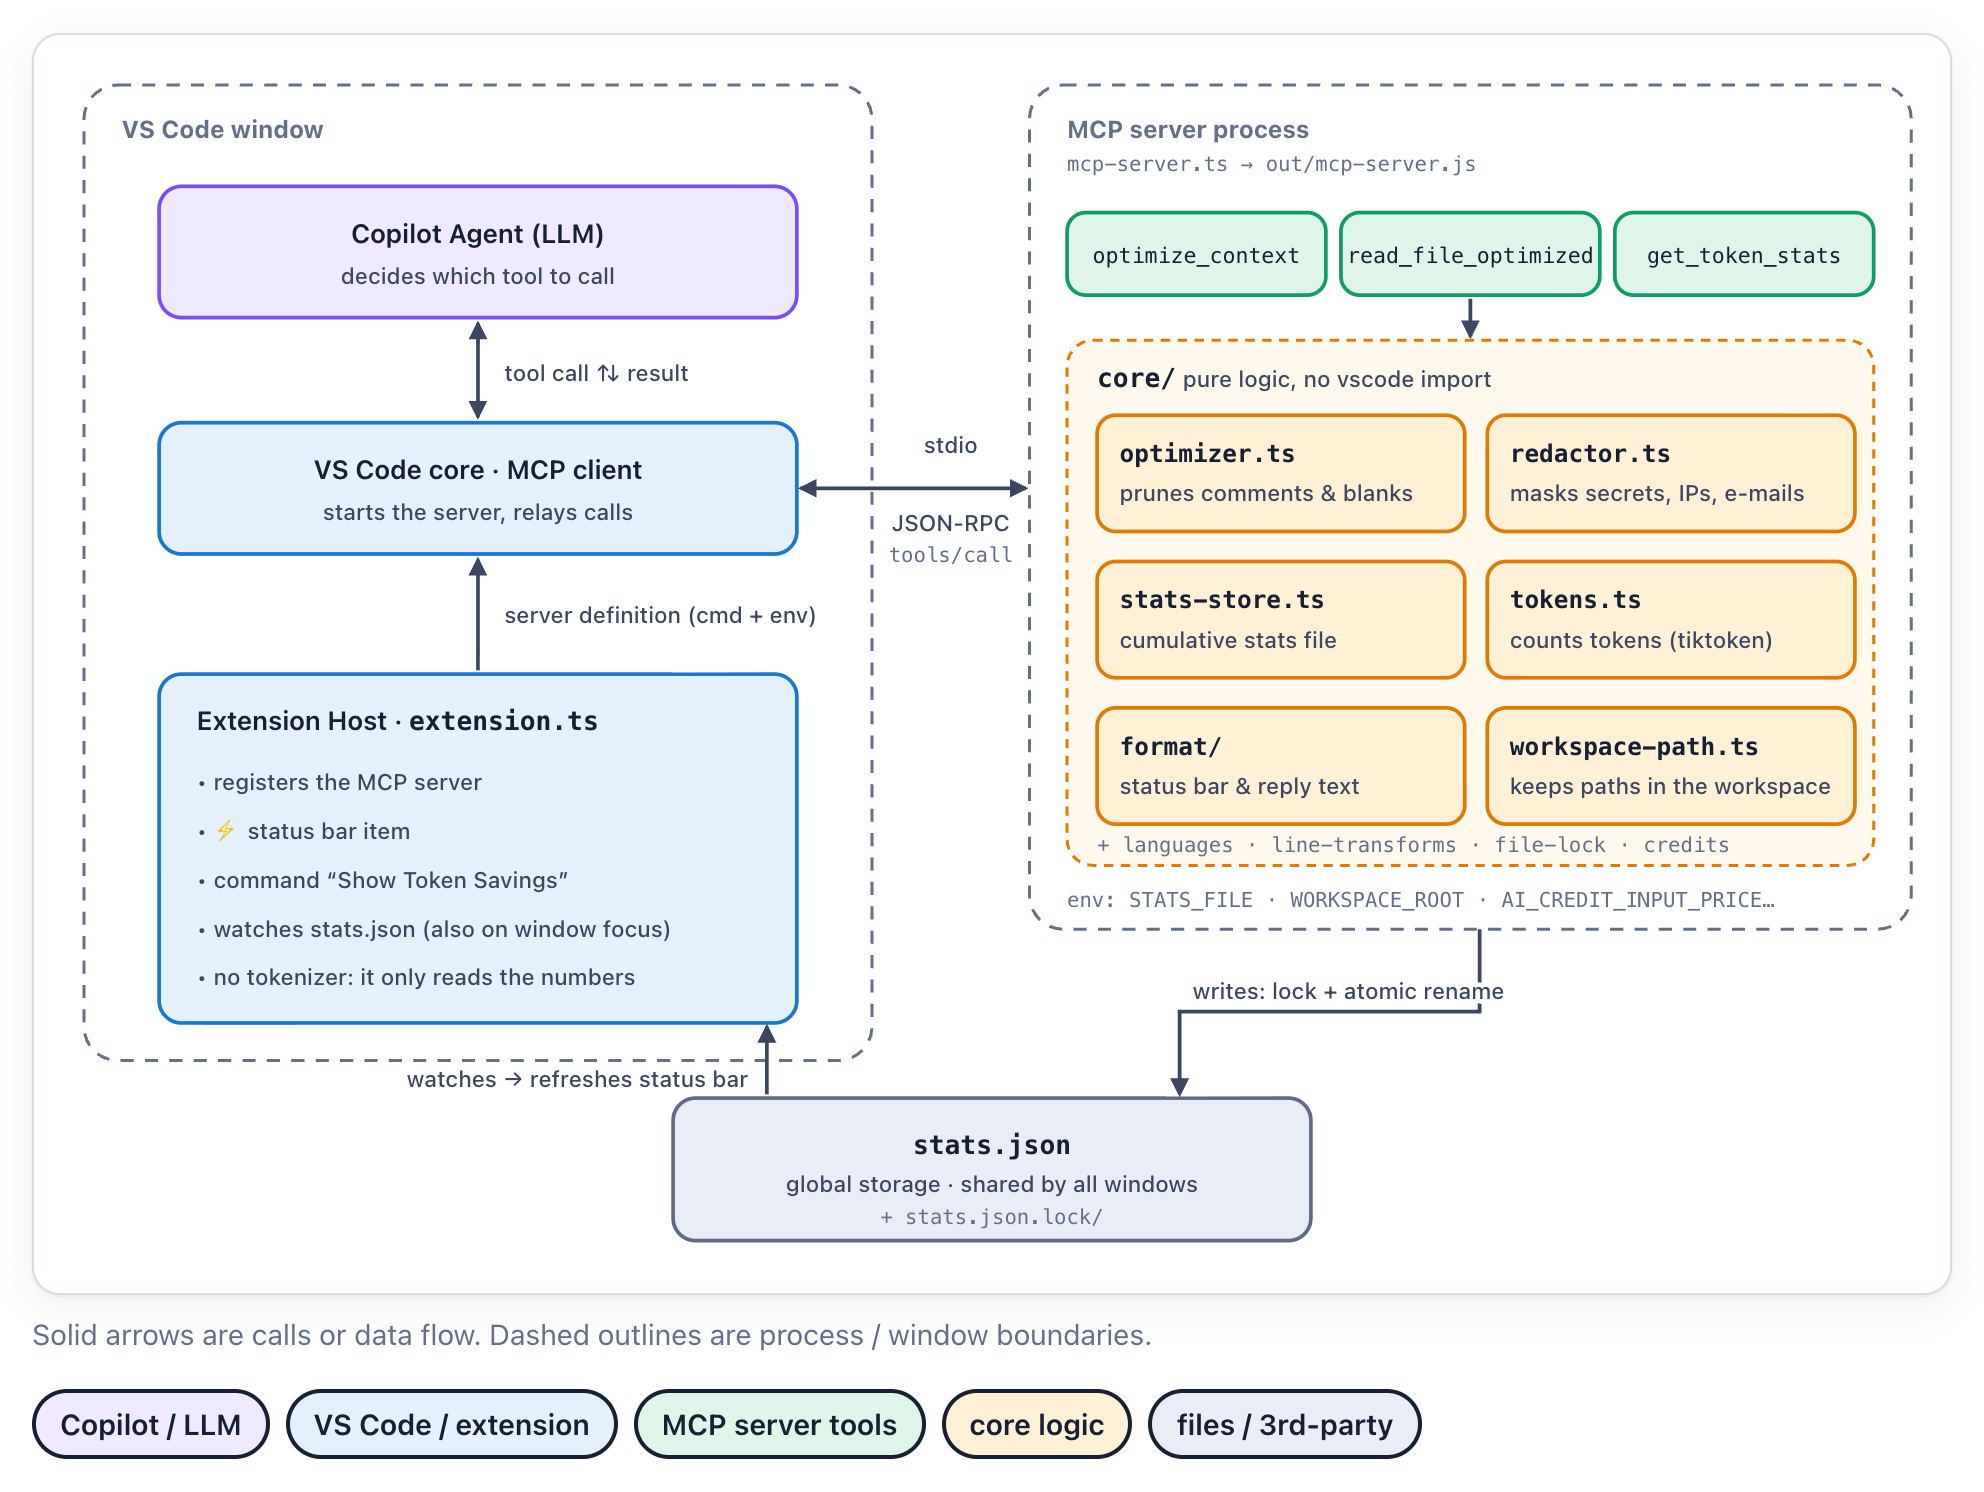 VS Code window
Copilot Agent (LLM)
decides which tool to call
tool call ⇅ result
VS Code core · MCP client
starts the server, relays calls
server definition (cmd + env)
Extension Host · extension.ts
• registers the MCP server
• ⚡ status bar item
• command “Show Token Savings”
• watches stats.json (also on window focus)
• no tokenizer: it only reads the numbers
stdio
JSON-RPC
tools/call
MCP server process
mcp-server.ts → out/mcp-server.js
optimize_context
read_file_optimized
get_token_stats
core/ pure logic, no vscode import
optimizer.ts
prunes comments & blanks
redactor.ts
masks secrets, IPs, e-mails
stats-store.ts
cumulative stats file
tokens.ts
counts tokens (tiktoken)
format/
status bar & reply text
workspace-path.ts
keeps paths in the workspace
+ languages · line-transforms · file-lock · credits
env: STATS_FILE · WORKSPACE_ROOT · AI_CREDIT_INPUT_PRICE…
writes: lock + atomic rename
watches → refreshes status bar
stats.json
global storage · shared by all windows
+ stats.json.lock/
Solid arrows are calls or data flow. Dashed outlines are process / window boundaries.
Copilot / LLM
VS Code / extension
MCP server tools
core logic
files / 3rd-party